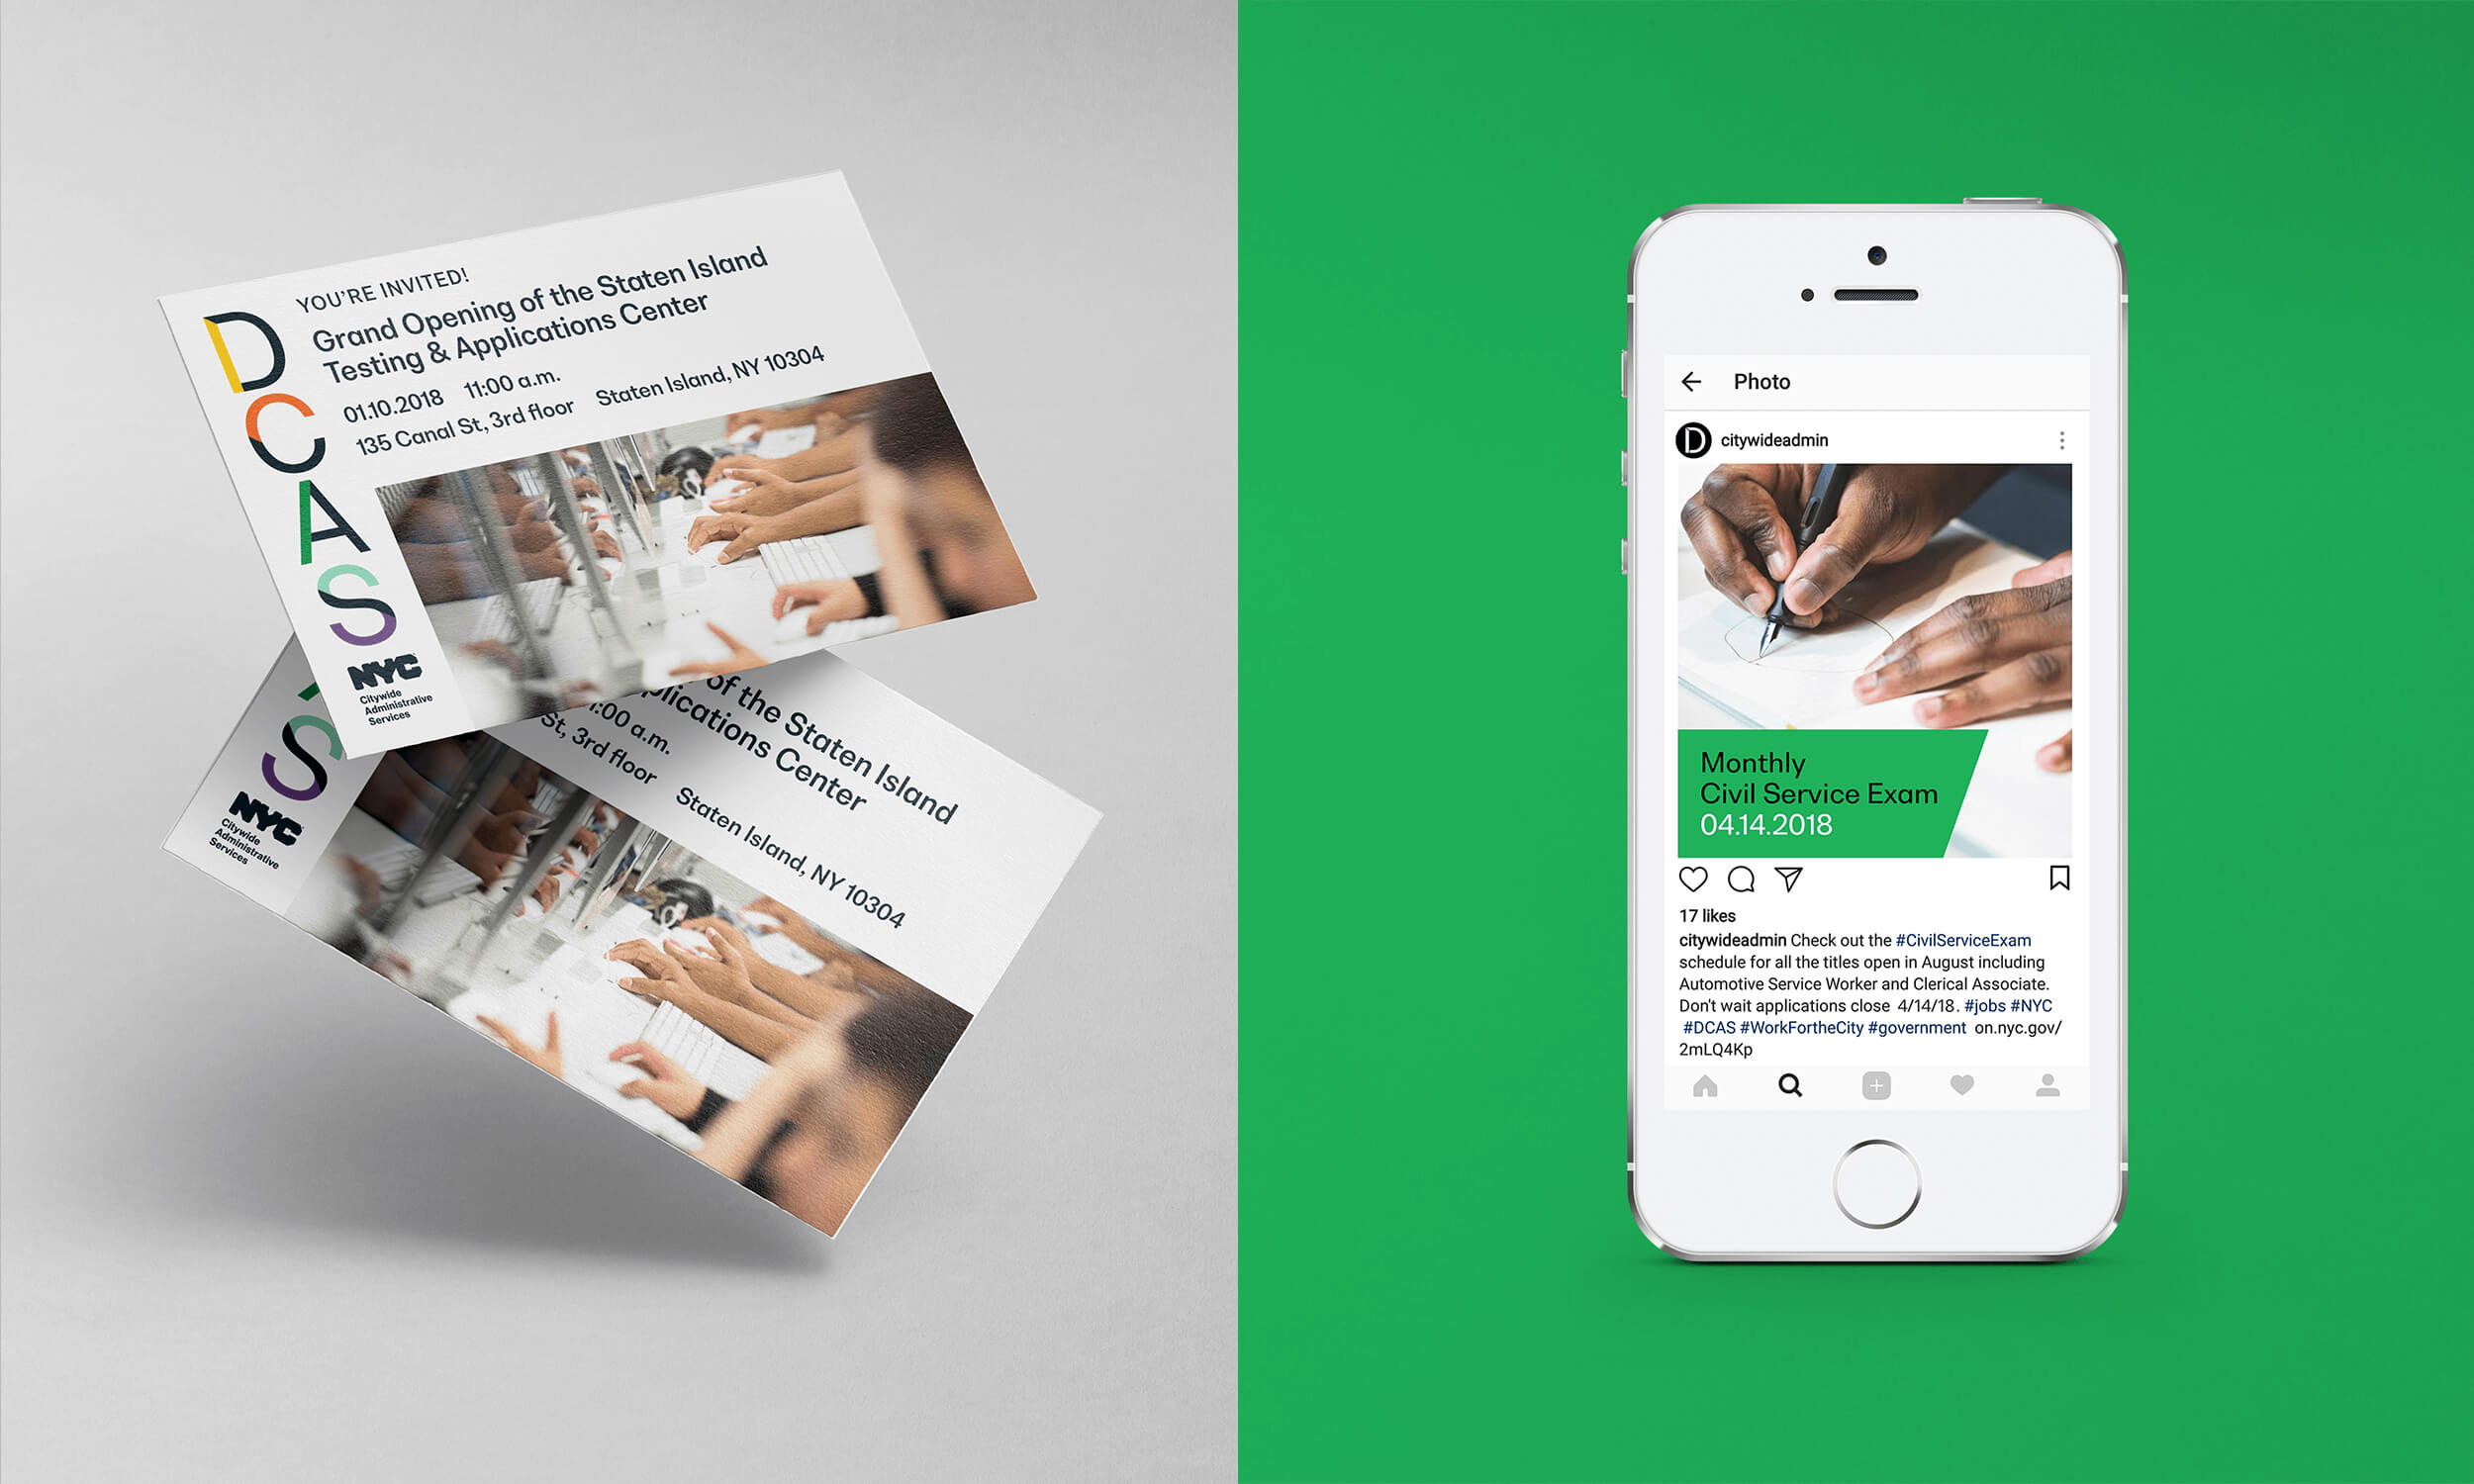 YOU'RE INVITED!
Grand Opening of the Staten Island
Testing & Applications Center
01.10.2018 11:00 a.m.
135 Canal St, 3rd floor Staten Island, NY 10304
DCAS
NYC
Citywide
Administrative
Services
of the Staten Island
plications Center
:00 a.m.
St, 3rd floor Staten Island, NY 10304
S
NYC
Citywide
Administrative
Services
Photo
D citywideadmin
Monthly
Civil Service Exam
04.14.2018
17 likes
citywideadmin Check out the #CivilServiceExam
schedule for all the titles open in August including
Automotive Service Worker and Clerical Associate.
Don't wait applications close 4/14/18. #jobs #NYC
#DCAS #WorkFortheCity #government on.nyc.gov/
2mLQ4Kp